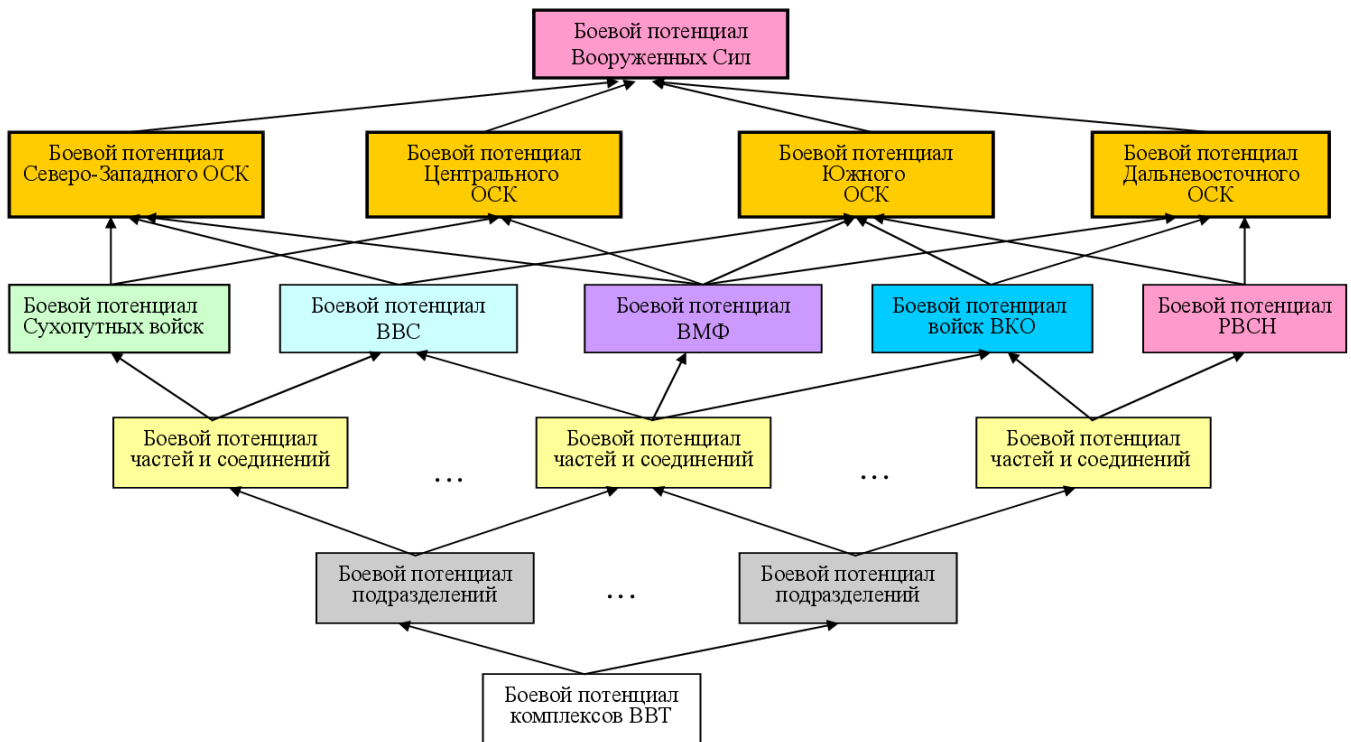 Боевой потенциал
Вооруженных Сил
Боевой потенциал
Северо-Западного ОСК
Боевой потенциал
Центрального
ОСК
Боевой потенциал
Южного
ОСК
Боевой потенциал
Дальневосточного
ОСК
Боевой потенциал
Сухопутных войск
Боевой потенциал
ВВС
Боевой потенциал
ВМФ
Боевой потенциал
войск ВКО
Боевой потенциал
РВСН
Боевой потенциал
частей и соединений
...
Боевой потенциал
частей и соединений
...
Боевой потенциал
частей и соединений
Боевой потенциал
подразделений
...
Боевой потенциал
подразделений
Боевой потенциал
комплексов ВВТ